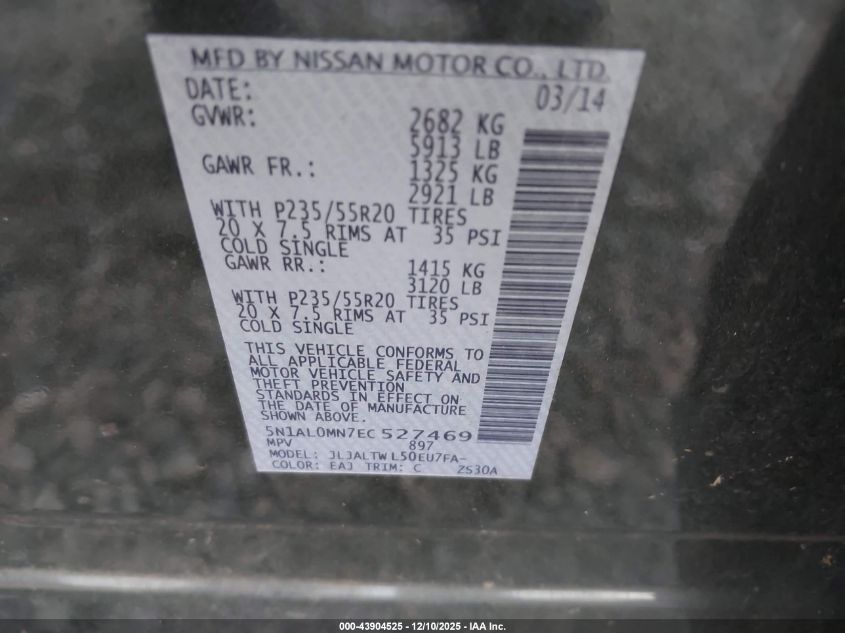 MFD BY NISSAN MOTOR CO., LTD.
DATE: 03/14
GVWR: 2682 KG
5913 LB
GAWR FR.: 1325 KG
2921 LB
WITH P235/55R20 TIRES
20 X 7.5 RIMS AT 35 PSI
COLD SINGLE
GAWR RR.: 1415 KG
3120 LB
WITH P235/55R20 TIRES
20 X 7.5 RIMS AT 35 PSI
COLD SINGLE
THIS VEHICLE CONFORMS TO
ALL APPLICABLE FEDERAL
MOTOR VEHICLE SAFETY AND
THEFT PREVENTION
STANDARDS IN EFFECT ON
THE DATE OF MANUFACTURE
SHOWN ABOVE.
5N1AL0MN7EC 527469
MPV 897
MODEL: JLJALTW L50EU7FA-
COLOR: EAJ TRIM: C ZS30A
000-43904525 - 12/10/2025 - IAA Inc.